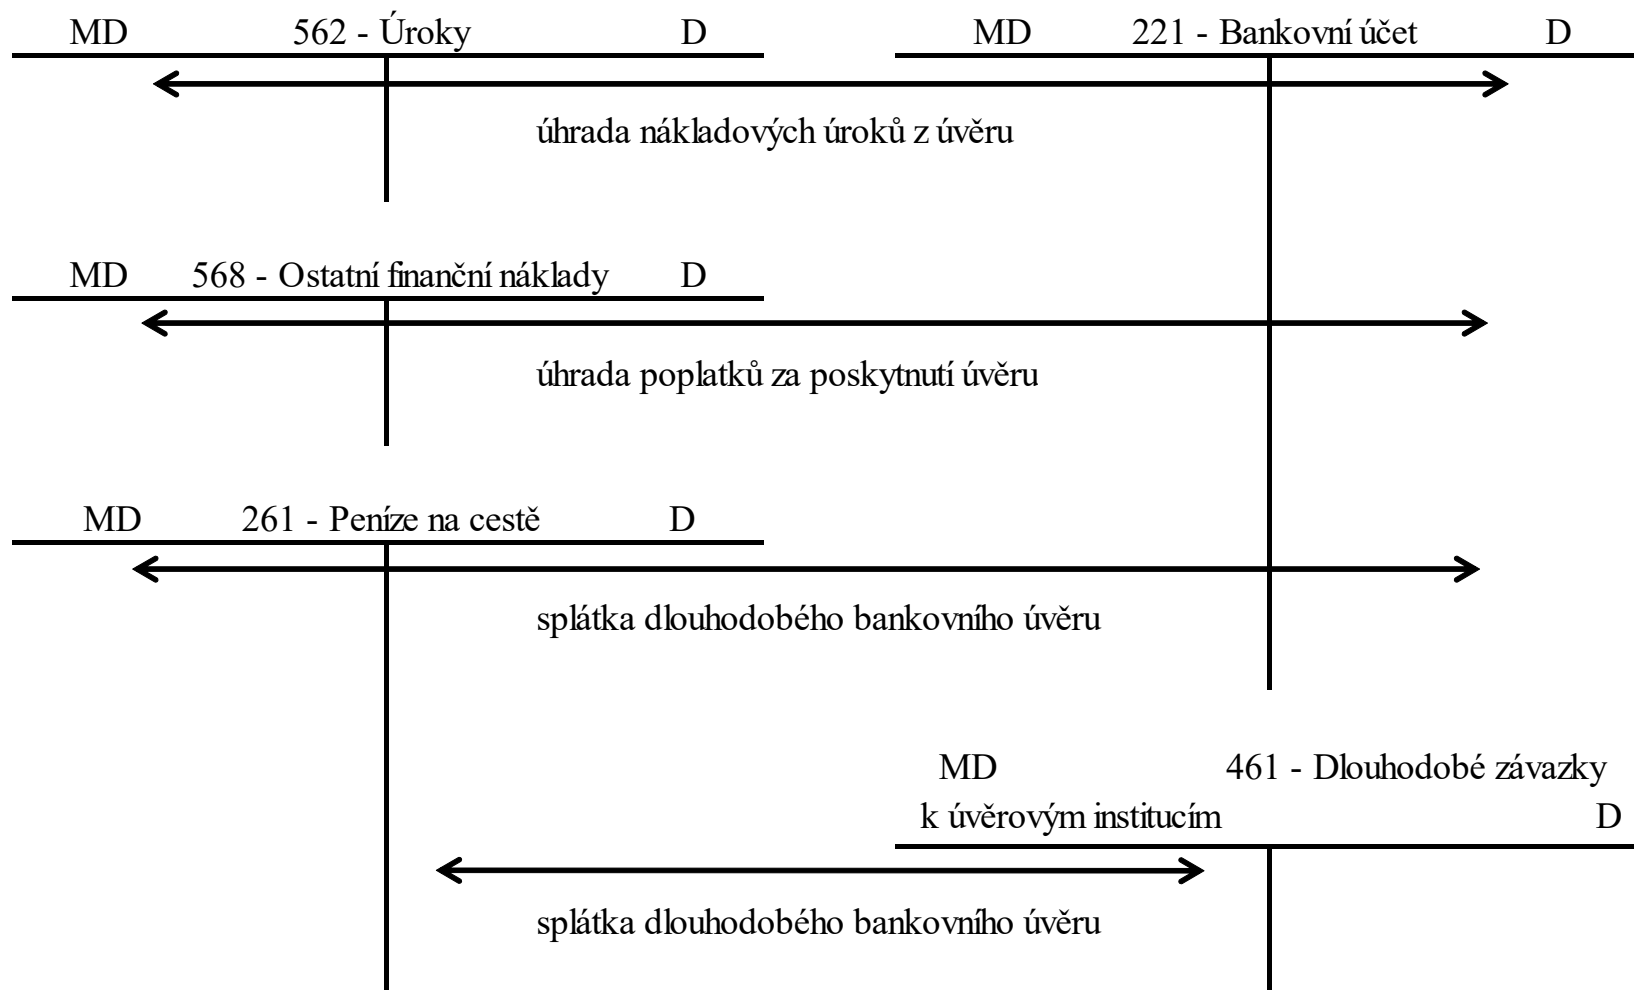 MD 562 - Úroky D MD 221 - Bankovní účet D
úhrada nákladových úroků z úvěru
MD 568 - Ostatní finanční náklady D
úhrada poplatků za poskytnutí úvěru
MD 261 - Peníze na cestě D
splátka dlouhodobého bankovního úvěru
MD 461 - Dlouhodobé závazky
k úvěrovým institucím D
splátka dlouhodobého bankovního úvěru